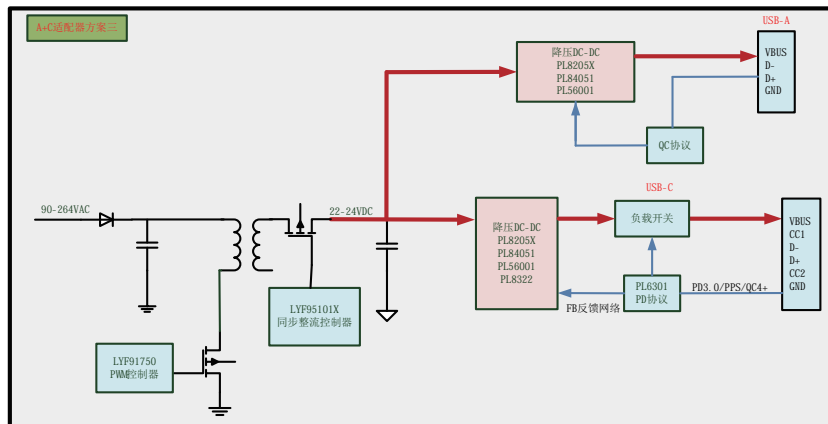 A+C适配器方案三
USB-A
降压DC-DC
PL8205X
PL84051
PL56001
VBUS
D-
D+
GND
QC协议
90-264VAC
22-24VDC
USB-C
降压DC-DC
PL8205X
PL84051
PL56001
PL8322
负载开关
VBUS
CC1
D-
D+
CC2
GND
PL6301
PD协议
PD3.0/PPS/QC4+
FB反馈网络
LYF95101X
同步整流控制器
LYF91750
PWM控制器